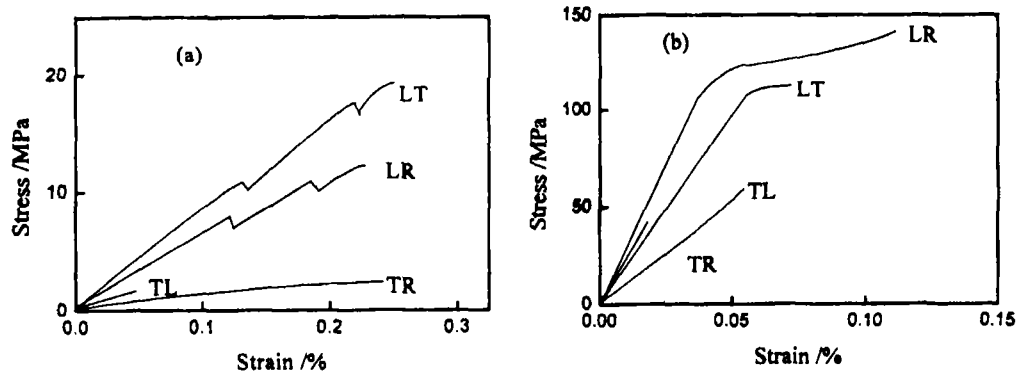 (a)
20
10
0
0.0
0.1
0.2
0.3
Stress /MPa
Strain /%
LT
LR
TL
TR
(b)
150
100
50
0
0.00
0.05
0.10
0.15
Stress /MPa
Strain /%
LR
LT
TL
TR